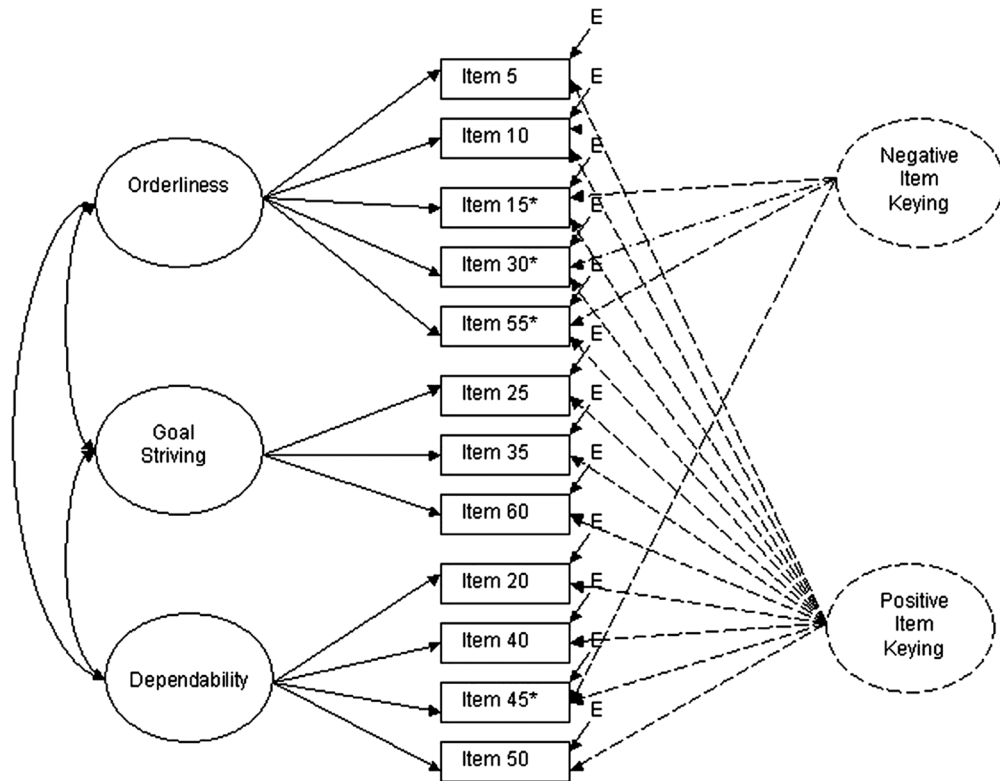 E
Item 5
E
Item 10
E
Item 15*
E
Item 30*
E
Item 55*
E
Item 25
E
Item 35
E
Item 60
E
Item 20
E
Item 40
E
Item 45*
E
Item 50
Orderliness
Goal
Striving
Dependability
Negative
Item
Keying
Positive
Item
Keying